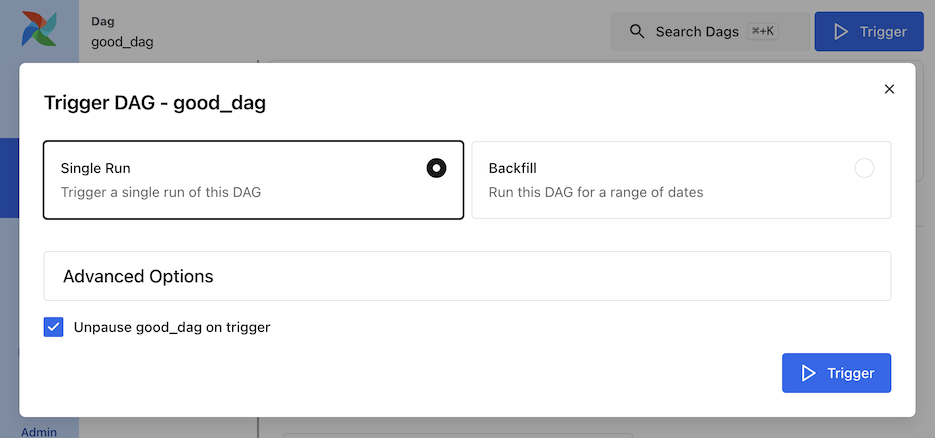 Dag
good_dag
Search Dags ⌘+K
Trigger
Trigger DAG - good_dag
Single Run
Trigger a single run of this DAG
Backfill
Run this DAG for a range of dates
Advanced Options
Unpause good_dag on trigger
Trigger
Admin